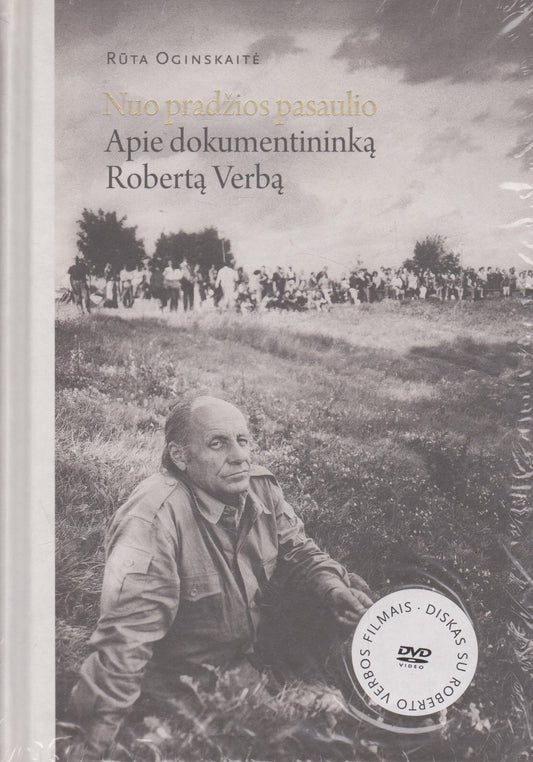 RŪTA OGINSKAITĖ
Nuo pradžios pasaulio
Apie dokumentininką
Robertą Verbą
DISKAS SU ROBERTO VERBOS FILMAIS ·
DVD
VIDEO